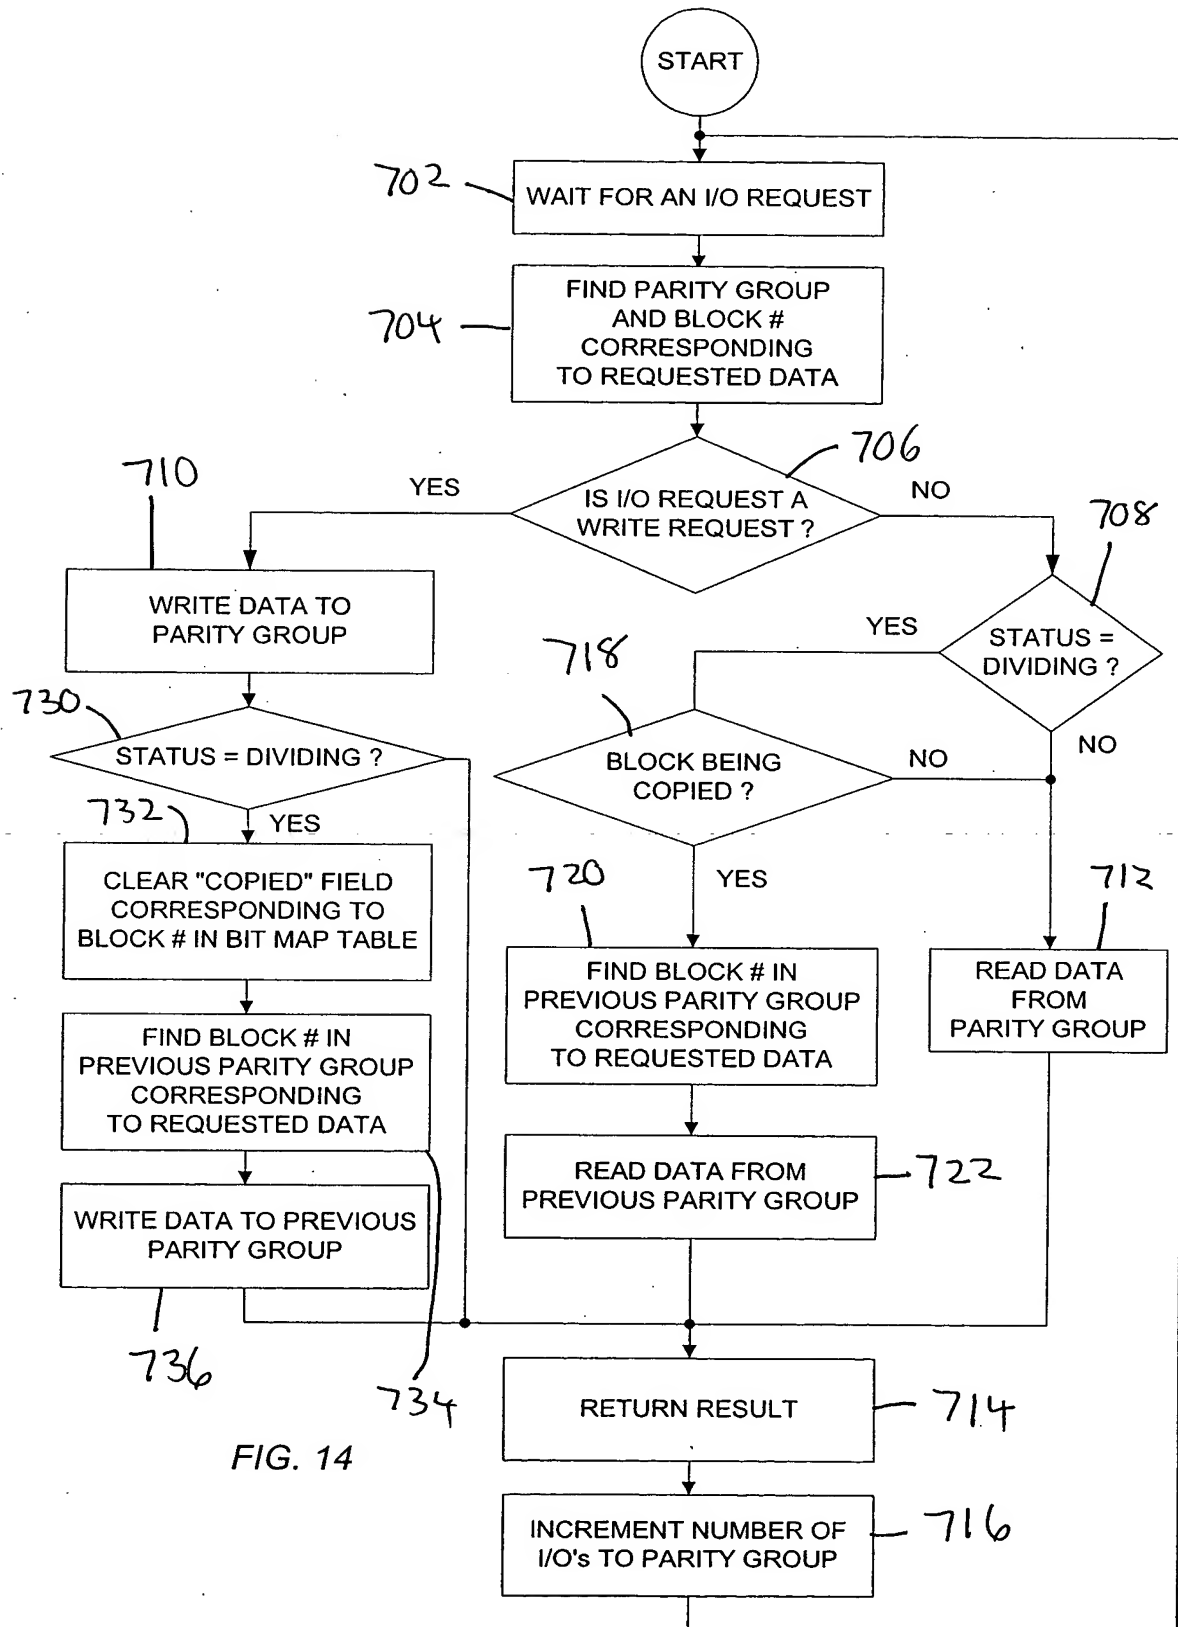 START
702
WAIT FOR AN I/O REQUEST
704
FIND PARITY GROUP
AND BLOCK #
CORRESPONDING
TO REQUESTED DATA
706
IS I/O REQUEST A
WRITE REQUEST ?
YES
NO
710
WRITE DATA TO
PARITY GROUP
708
STATUS =
DIVIDING ?
YES
NO
718
BLOCK BEING
COPIED ?
NO
YES
730
STATUS = DIVIDING ?
YES
732
CLEAR "COPIED" FIELD
CORRESPONDING TO
BLOCK # IN BIT MAP TABLE
720
FIND BLOCK # IN
PREVIOUS PARITY GROUP
CORRESPONDING
TO REQUESTED DATA
712
READ DATA
FROM
PARITY GROUP
FIND BLOCK # IN
PREVIOUS PARITY GROUP
CORRESPONDING
TO REQUESTED DATA
READ DATA FROM
PREVIOUS PARITY GROUP
722
WRITE DATA TO PREVIOUS
PARITY GROUP
736
734
RETURN RESULT
714
FIG. 14
INCREMENT NUMBER OF
I/O's TO PARITY GROUP
716